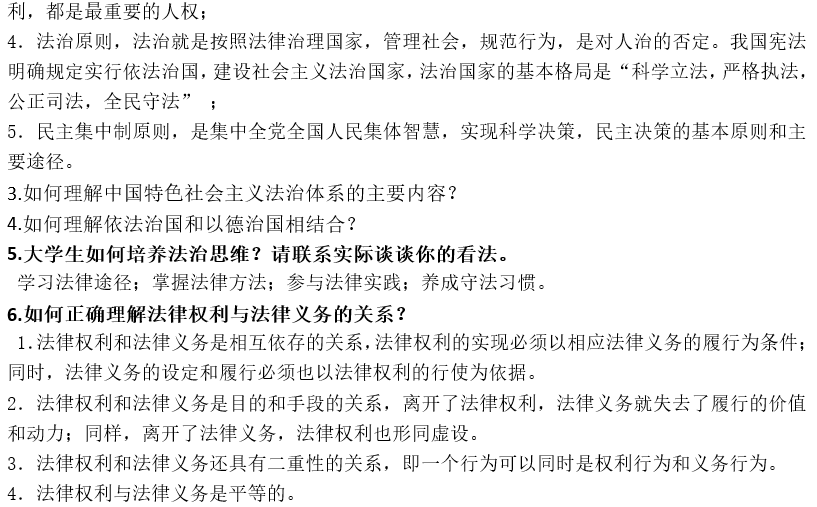 利，都是最重要的人权；
4．法治原则，法治就是按照法律治理国家，管理社会，规范行为，是对人治的否定。我国宪法
明确规定实行依法治国，建设社会主义法治国家，法治国家的基本格局是“科学立法，严格执法，
公正司法，全民守法” ；
5．民主集中制原则，是集中全党全国人民集体智慧，实现科学决策，民主决策的基本原则和主
要途径。
3.如何理解中国特色社会主义法治体系的主要内容？
4.如何理解依法治国和以德治国相结合？
5.大学生如何培养法治思维？请联系实际谈谈你的看法。
学习法律途径；掌握法律方法；参与法律实践；养成守法习惯。
6.如何正确理解法律权利与法律义务的关系？
1.法律权利和法律义务是相互依存的关系，法律权利的实现必须以相应法律义务的履行为条件；
同时，法律义务的设定和履行必须也以法律权利的行使为依据。
2．法律权利和法律义务是目的和手段的关系，离开了法律权利，法律义务就失去了履行的价值
和动力；同样，离开了法律义务，法律权利也形同虚设。
3．法律权利和法律义务还具有二重性的关系，即一个行为可以同时是权利行为和义务行为。
4．法律权利与法律义务是平等的。